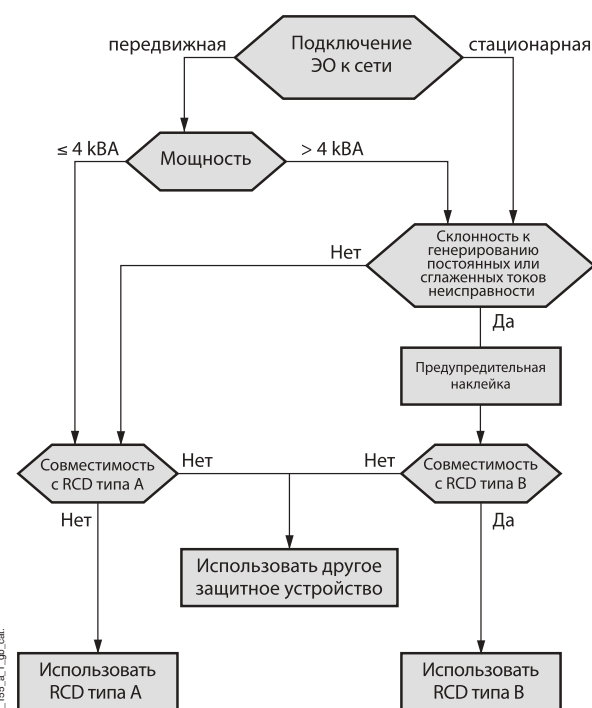 передвижная
Подключение
ЭО к сети
стационарная
≤ 4 kBA
Мощность
> 4 kBA
Склонность к
генерированию
постоянных или
сглаженных токов
неисправности
Нет
Да
Предупредительная
наклейка
Совместимость
с RCD типа A
Нет
Нет
Совместимость
с RCD типа B
Нет
Да
Использовать другое
защитное устройство
Использовать
RCD типа A
Использовать
RCD типа B